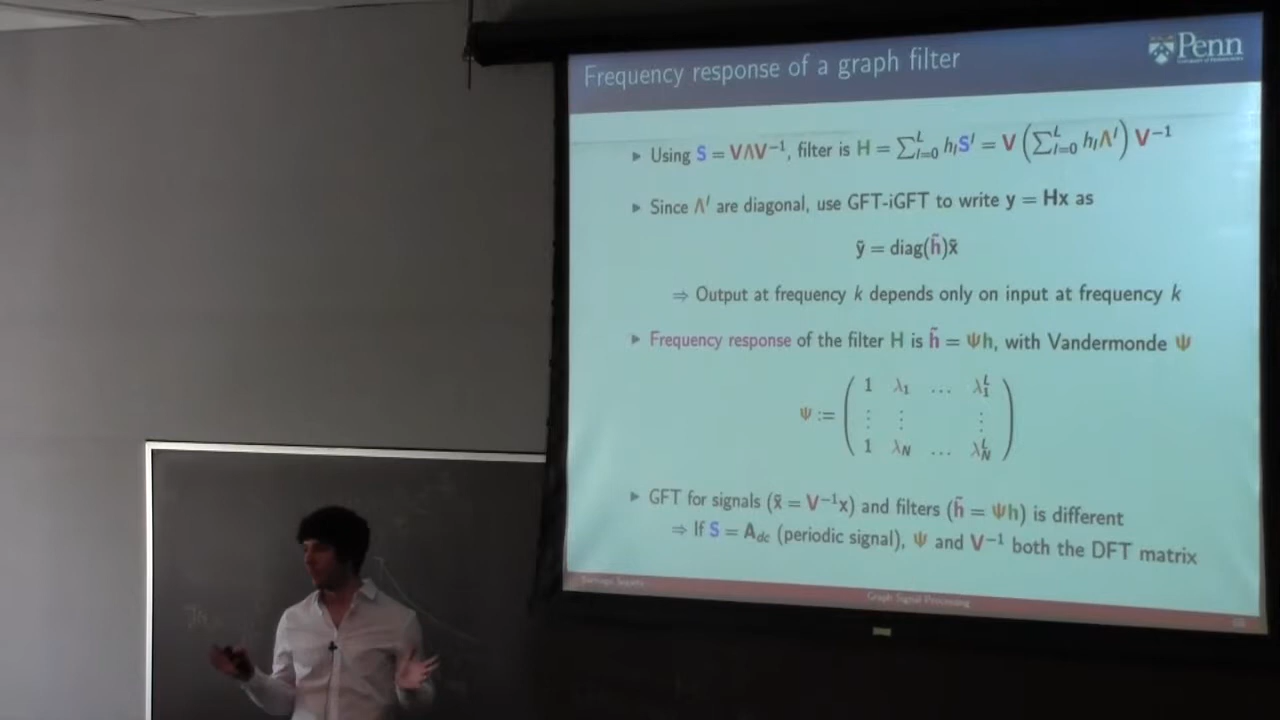 Frequency response of a graph filter
Penn
▶ Using S = VΛV⁻¹, filter is H = ∑ᴸₗ₌₀ hₗSˡ = V (∑ᴸₗ₌₀ hₗΛˡ) V⁻¹
▶ Since Λˡ are diagonal, use GFT-iGFT to write y = Hx as
ỹ = diag(h̃)x̃
⇒ Output at frequency k depends only on input at frequency k
▶ Frequency response of the filter H is h̃ = Ψh, with Vandermonde Ψ
Ψ := ( 1 λ₁ … λ₁ᴸ
⋮ ⋮ ⋮
1 λ_N … λ_Nᴸ )
▶ GFT for signals (x̃ = V⁻¹x) and filters (h̃ = Ψh) is different
⇒ If S = A_dc (periodic signal), Ψ and V⁻¹ both the DFT matrix
Graph Signal Processing